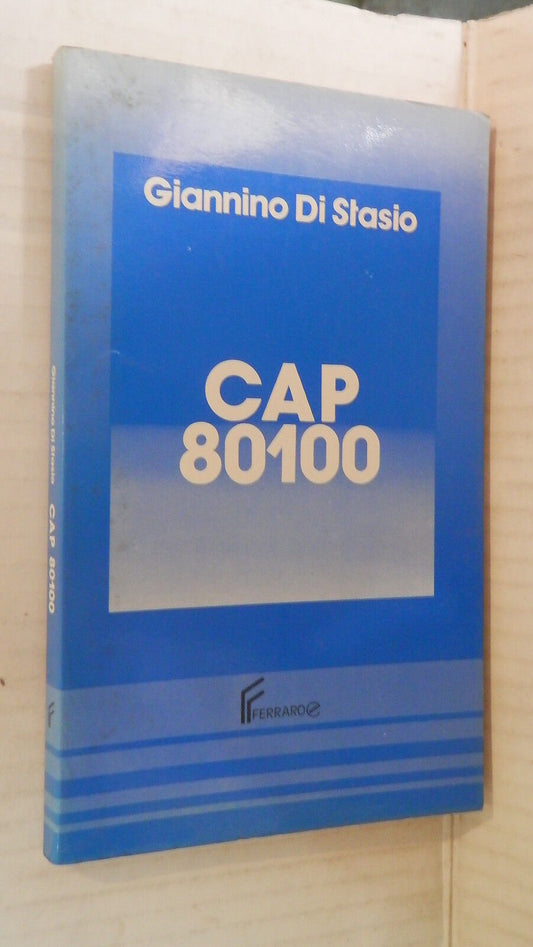 Giannino Di Stasio
CAP
80100
FERRARO
Giannino Di Stasio CAP 80100